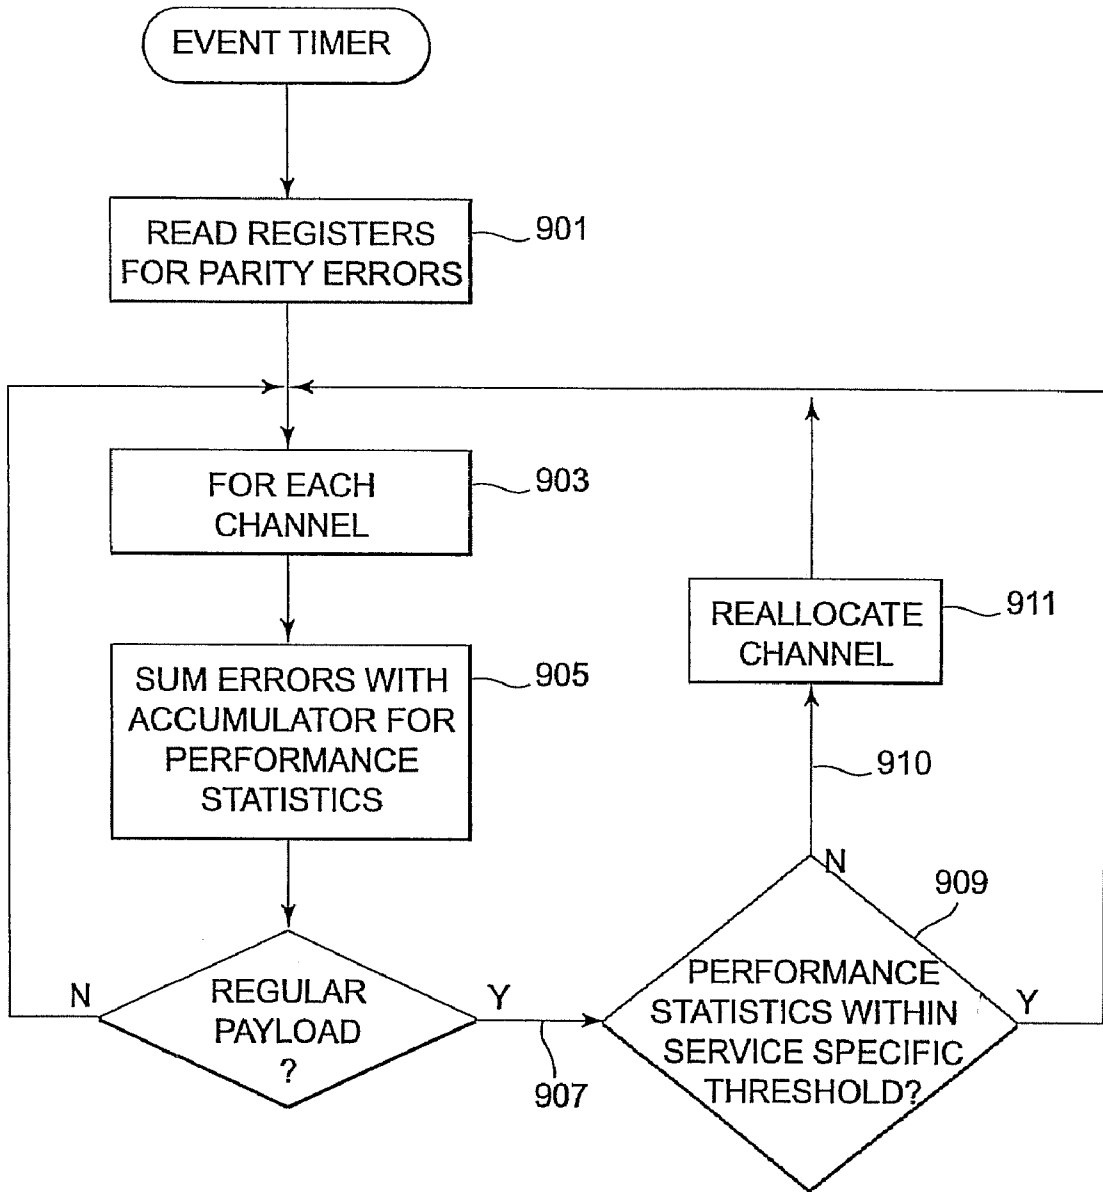 EVENT TIMER
READ REGISTERS
FOR PARITY ERRORS
901
FOR EACH
CHANNEL
903
SUM ERRORS WITH
ACCUMULATOR FOR
PERFORMANCE
STATISTICS
905
REALLOCATE
CHANNEL
911
910
N
REGULAR
PAYLOAD
?
Y
907
N
909
PERFORMANCE
STATISTICS WITHIN
SERVICE SPECIFIC
THRESHOLD?
Y